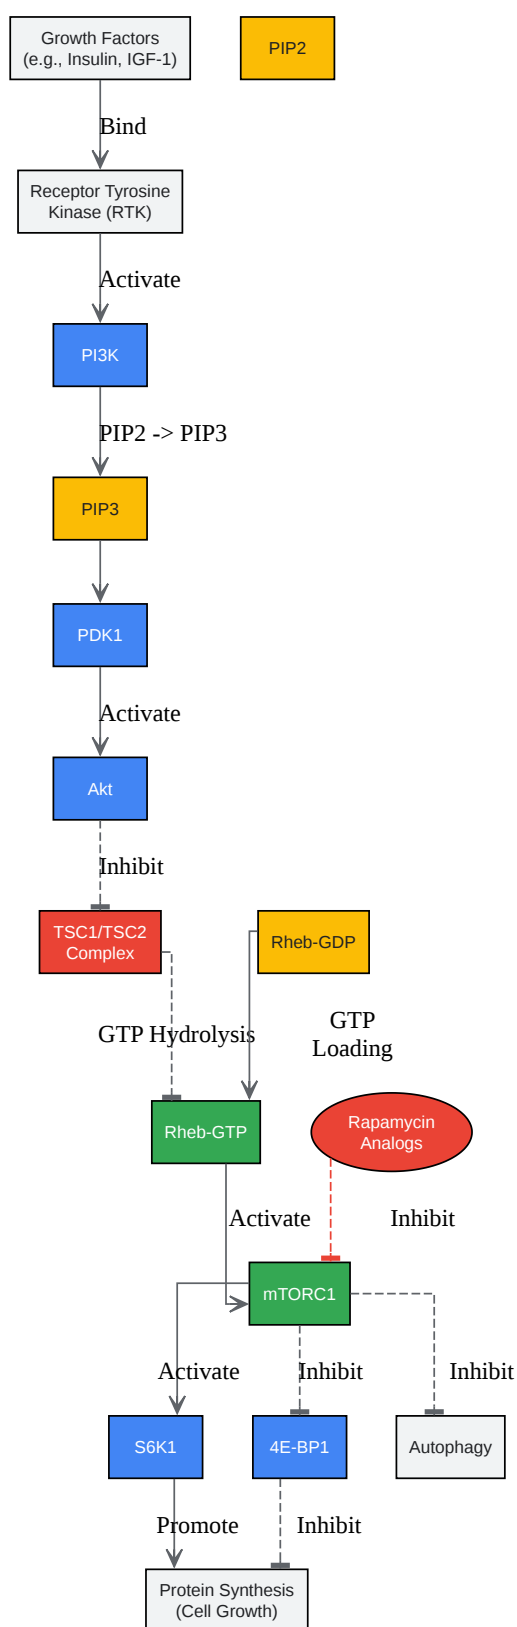 Growth Factors
(e.g., Insulin, IGF-1)
PIP2
Bind
Receptor Tyrosine
Kinase (RTK)
Activate
PI3K
PIP2 -> PIP3
PIP3
PDK1
Activate
Akt
Inhibit
TSC1/TSC2
Complex
Rheb-GDP
GTP Hydrolysis
GTP
Loading
Rheb-GTP
Rapamycin
Analogs
Activate
Inhibit
mTORC1
Activate
Inhibit
Inhibit
S6K1
4E-BP1
Autophagy
Promote
Inhibit
Protein Synthesis
(Cell Growth)